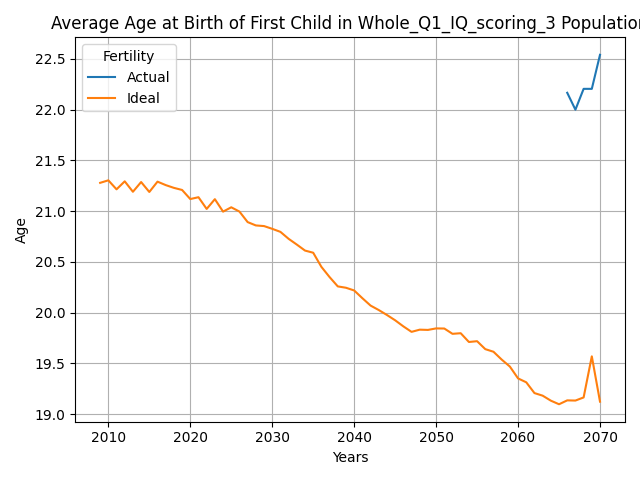 Average Age at Birth of First Child in Whole_Q1_IQ_scoring_3 Population
Fertility
Actual
Ideal
22.5
22.0
21.5
21.0
20.5
20.0
19.5
19.0
Age
2010 2020 2030 2040 2050 2060 2070
Years